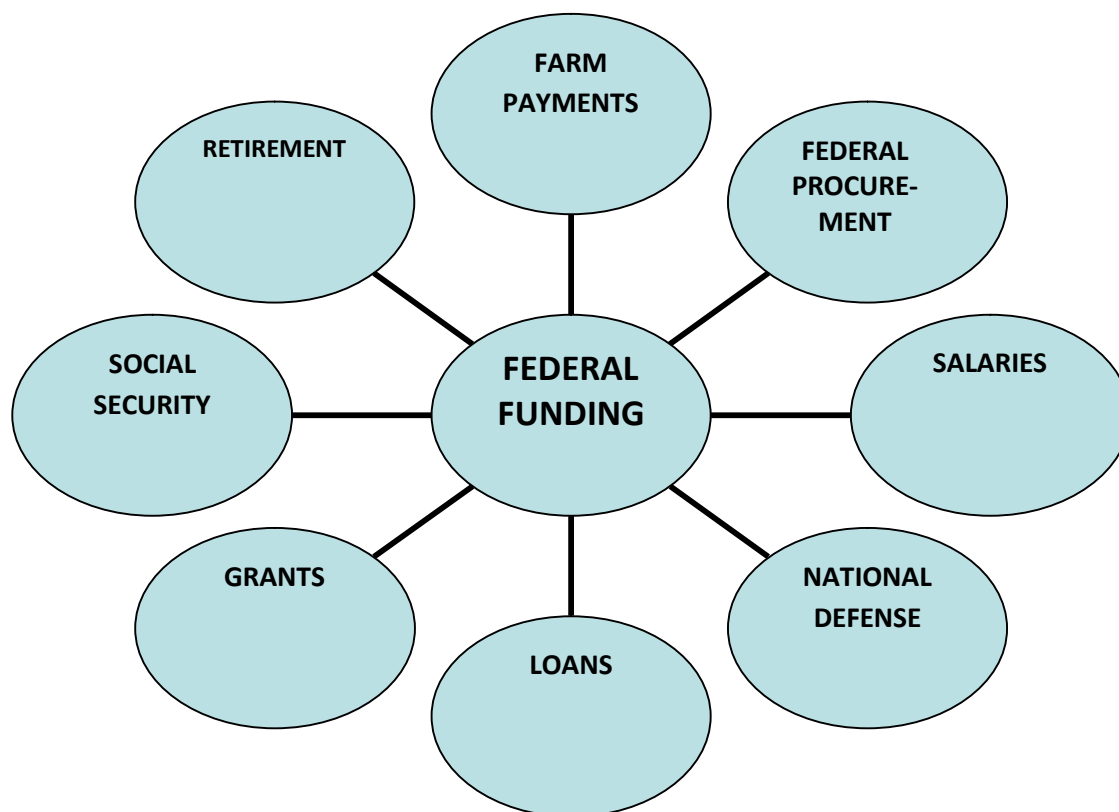 FARM
PAYMENTS
RETIREMENT
FEDERAL
PROCURE-
MENT
SOCIAL
SECURITY
FEDERAL
FUNDING
SALARIES
GRANTS
NATIONAL
DEFENSE
LOANS